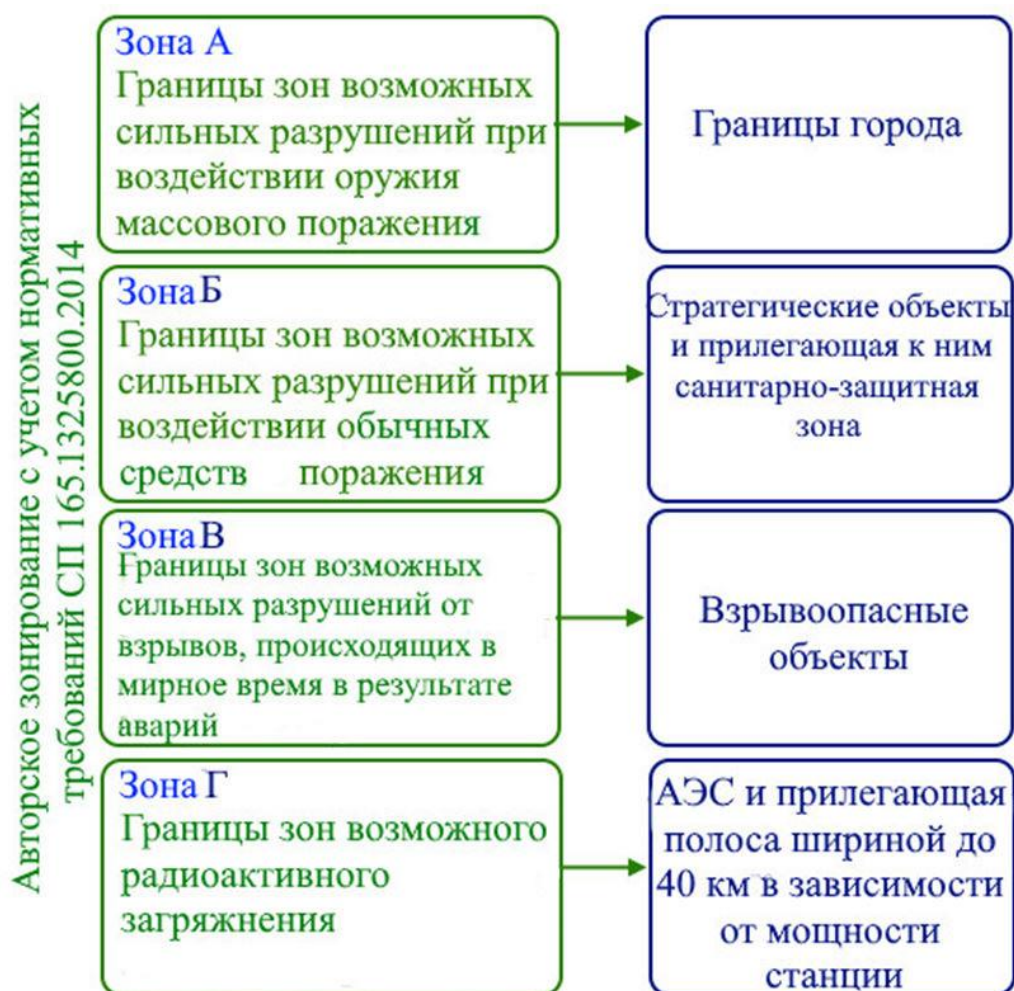 Авторское зонирование с учетом нормативных
требований СП 165.1325800.2014
Зона А
Границы зон возможных
сильных разрушений при
воздействии оружия
массового поражения
Границы города
Зона Б
Границы зон возможных
сильных разрушений при
воздействии обычных
средств поражения
Стратегические объекты
и прилегающая к ним
санитарно-защитная
зона
Зона В
Границы зон возможных
сильных разрушений от
взрывов, происходящих в
мирное время в результате
аварий
Взрывоопасные
объекты
Зона Г
Границы зон возможного
радиоактивного
загряжнения
АЭС и прилегающая
полоса шириной до
40 км в зависимости
от мощности
станции